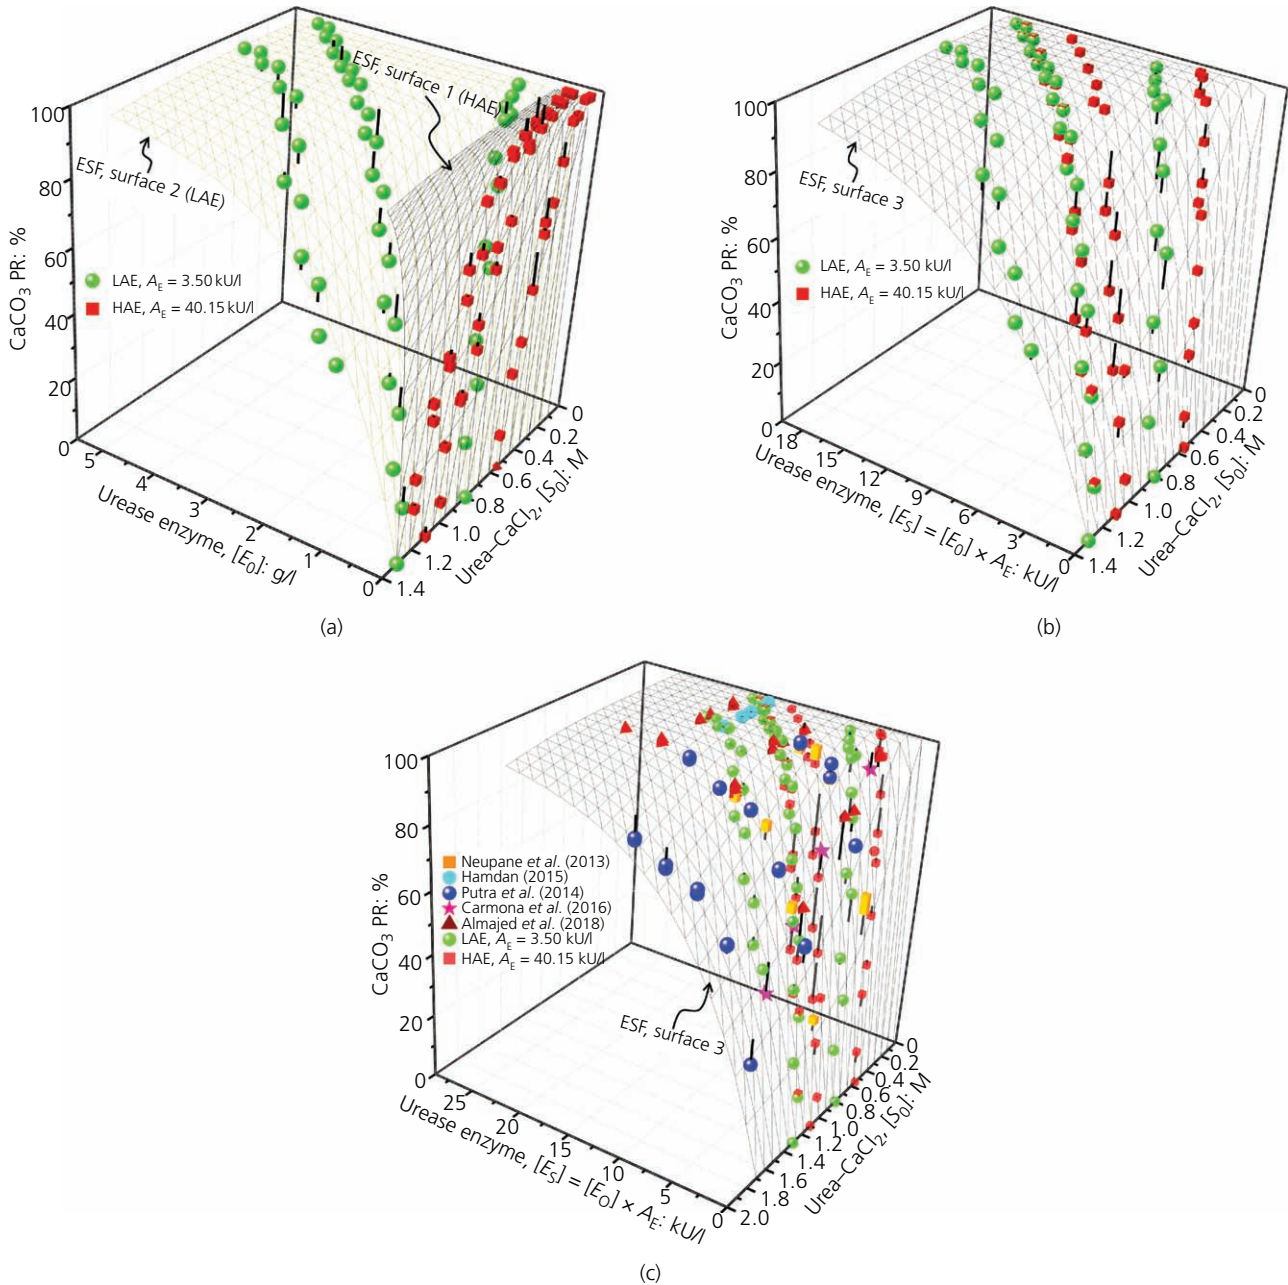 ESF, surface 1 (HAE)
ESF, surface 2 (LAE)
LAE, A_E = 3.50 kU/l
HAE, A_E = 40.15 kU/l
CaCO3 PR: %
100
80
60
40
20
0
5
4
3
2
1
0
Urease enzyme, [E0]: g/l
0
0.2
0.4
0.6
0.8
1.0
1.2
1.4
Urea–CaCl2, [S0]: M
(a)
ESF, surface 3
LAE, A_E = 3.50 kU/l
HAE, A_E = 40.15 kU/l
CaCO3 PR: %
100
80
60
40
20
0
18
15
12
9
6
3
0
Urease enzyme, [ES] = [E0] × AE: kU/l
0
0.2
0.4
0.6
0.8
1.0
1.2
1.4
Urea–CaCl2, [S0]: M
(b)
Neupane et al. (2013)
Hamdan (2015)
Putra et al. (2014)
Carmona et al. (2016)
Almajed et al. (2018)
LAE, A_E = 3.50 kU/l
HAE, A_E = 40.15 kU/l
ESF, surface 3
CaCO3 PR: %
100
80
60
40
20
0
25
20
15
10
5
0
Urease enzyme, [ES] = [EO] × AE: kU/l
0
0.2
0.4
0.6
0.8
1.0
1.2
1.4
1.6
1.8
2.0
Urea–CaCl2, [S0]: M
(c)